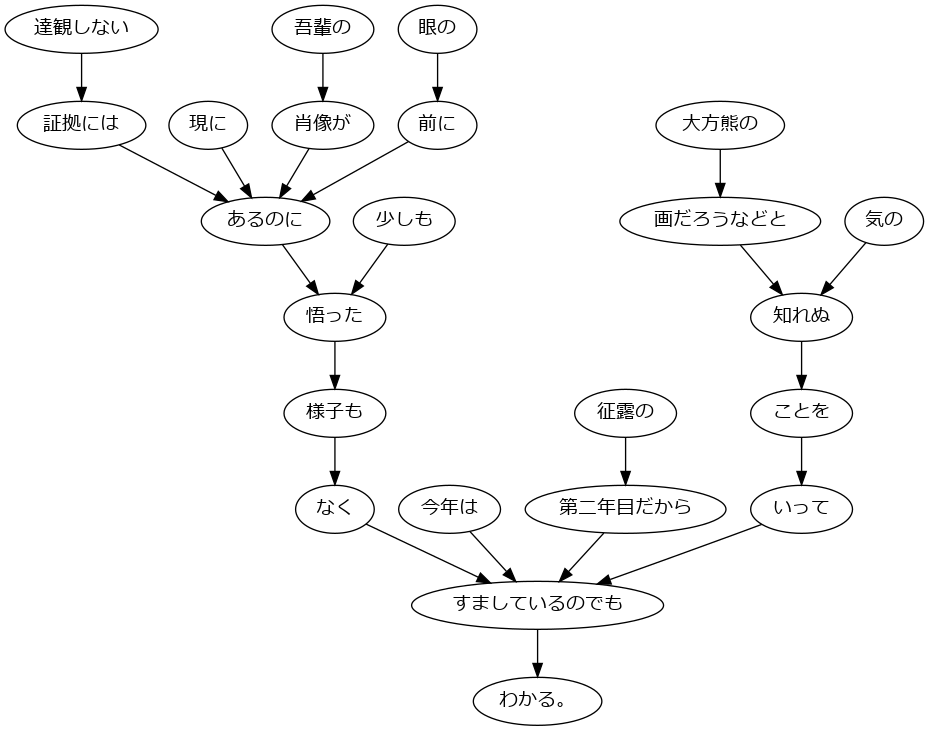 達観しない
吾輩の
眼の
証拠には
現に
肖像が
前に
大方熊の
あるのに
少しも
画だろうなどと
気の
悟った
知れぬ
様子も
征露の
ことを
なく
今年は
第二年目だから
いって
すましているのでも
わかる。